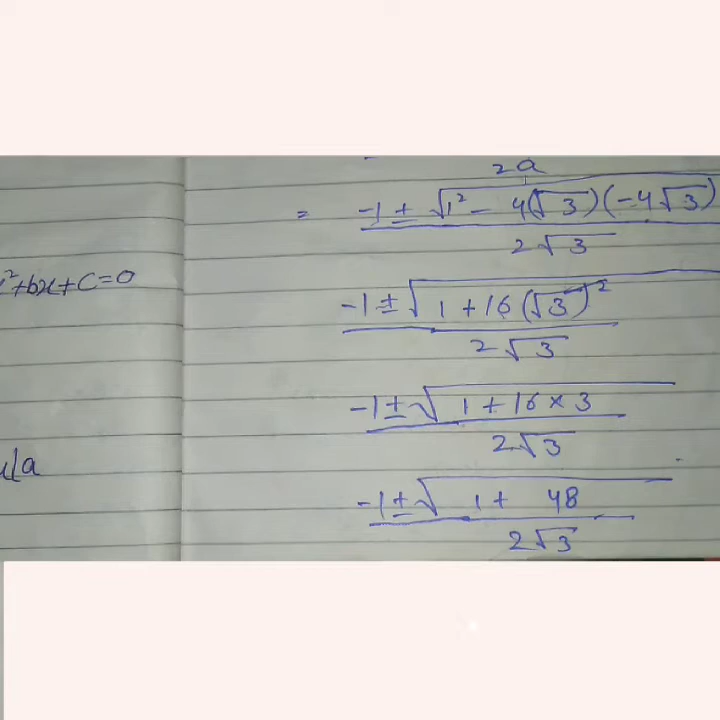 2a
= -1 ± √1² - 4(√3)(-4√3)
2√3
²+bx+C=0
-1 ± √1 + 16 (√3)²
2√3
-1 ± √1 + 16 × 3
2√3
a
-1 ± √1 + 48
2√3